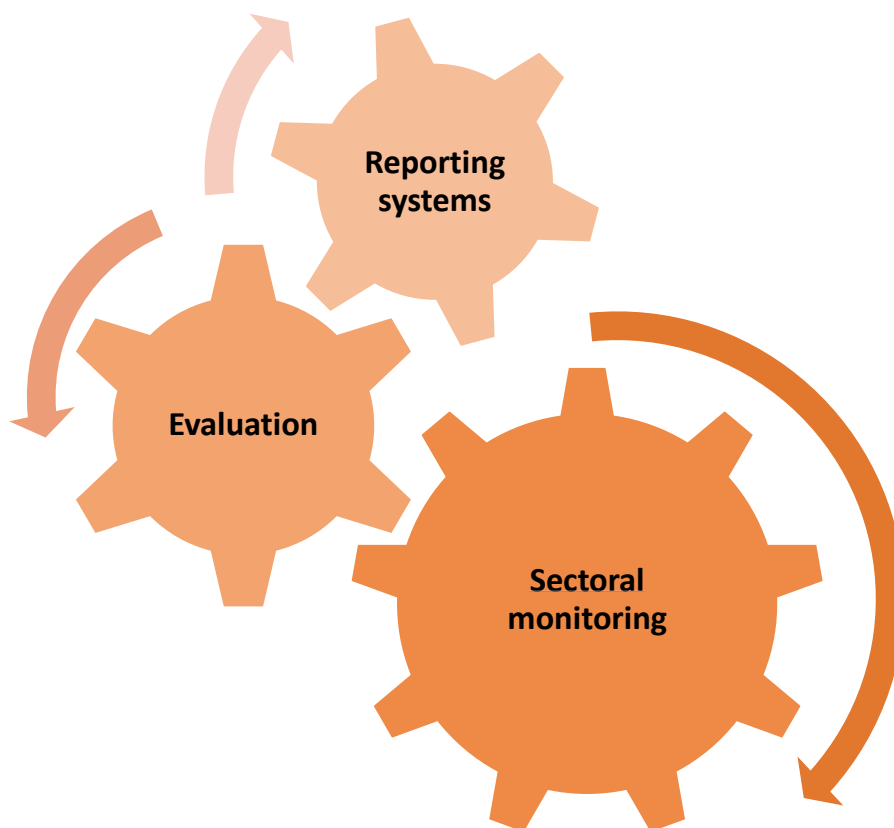 Reporting
systems
Evaluation
Sectoral
monitoring